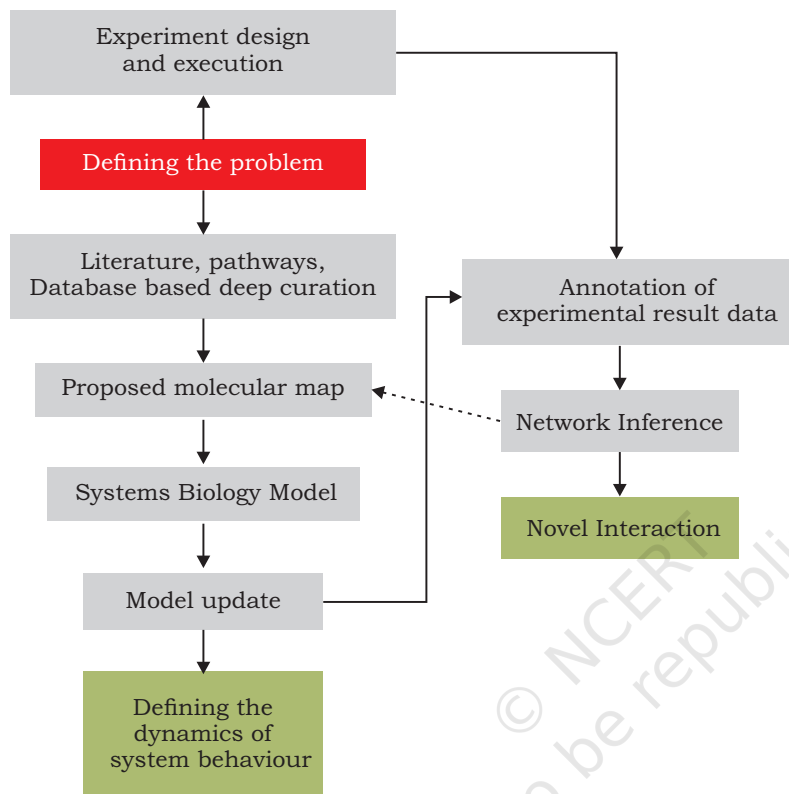 Experiment design
and execution
Defining the problem
Literature, pathways,
Database based deep curation
Annotation of
experimental result data
Proposed molecular map
Network Inference
Systems Biology Model
Novel Interaction
Model update
Defining the
dynamics of
system behaviour
© NCERT
be republi